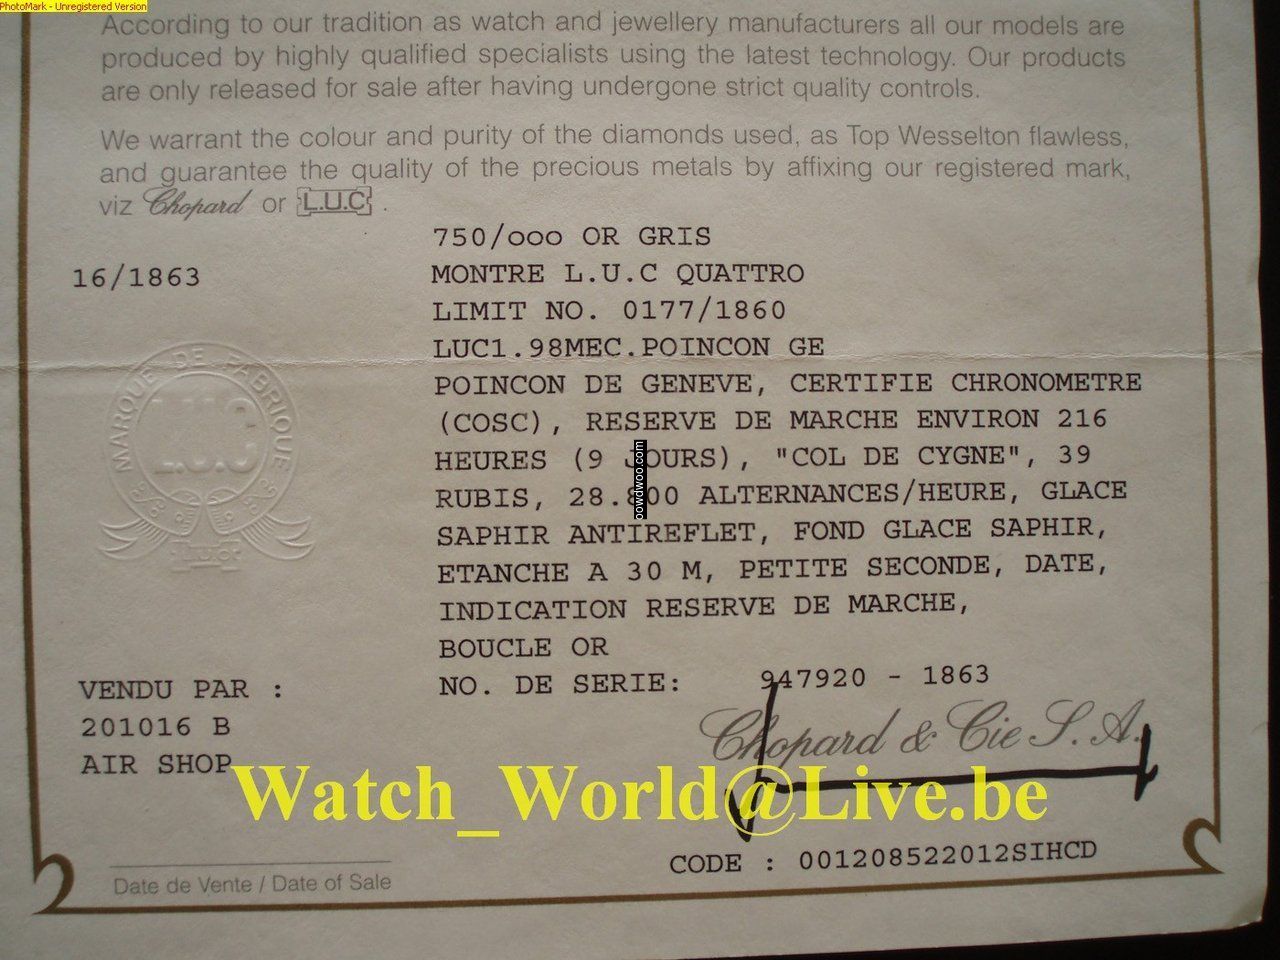 PhotoMark - Unregistered Version
According to our tradition as watch and jewellery manufacturers all our models are
produced by highly qualified specialists using the latest technology. Our products
are only released for sale after having undergone strict quality controls.
We warrant the colour and purity of the diamonds used, as Top Wesselton flawless,
and guarantee the quality of the precious metals by affixing our registered mark,
viz Chopard or L.U.C .
750/ooo OR GRIS
16/1863
MONTRE L.U.C QUATTRO
LIMIT NO. 0177/1860
LUC1.98MEC.POINCON GE
POINCON DE GENEVE, CERTIFIE CHRONOMETRE
(COSC), RESERVE DE MARCHE ENVIRON 216
HEURES (9 JOURS), "COL DE CYGNE", 39
RUBIS, 28.800 ALTERNANCES/HEURE, GLACE
SAPHIR ANTIREFLET, FOND GLACE SAPHIR,
ETANCHE A 30 M, PETITE SECONDE, DATE,
INDICATION RESERVE DE MARCHE,
BOUCLE OR
NO. DE SERIE: 947920 - 1863
MARQUE DE FABRIQUE
L.U.C
L.U.C
powdwoo.com
VENDU PAR :
201016 B
AIR SHOP
Chopard & Cie S.A.
Watch_World@Live.be
CODE : 001208522012SIHCD
Date de Vente / Date of Sale